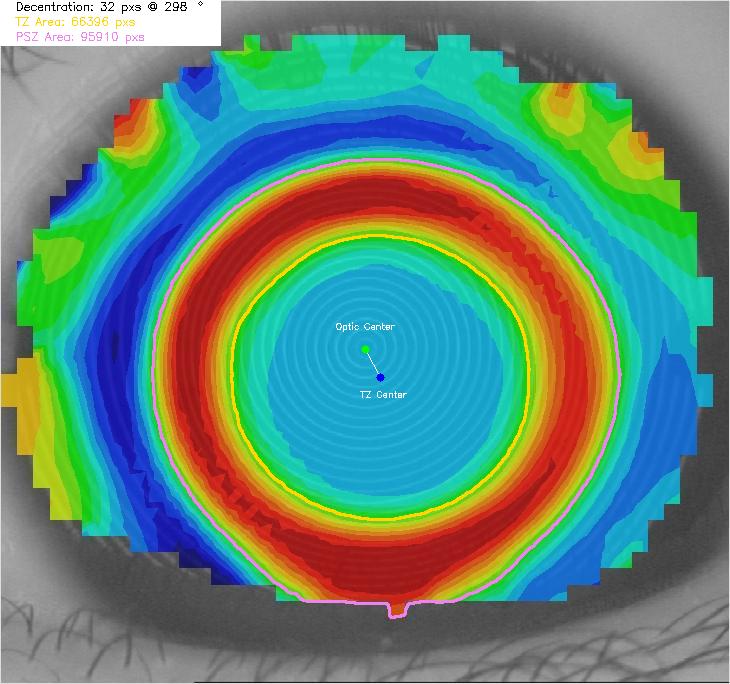 Decentration: 32 pxs @ 298 °
TZ Area: 66396 pxs
PSZ Area: 95910 pxs
Optic Center
TZ Center